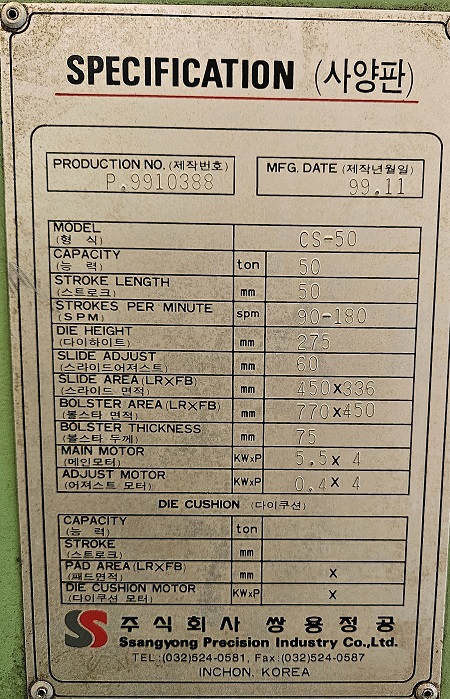 SPECIFICATION (사양판)
PRODUCTION NO. (제작번호)
P.9910388
MFG. DATE (제작년월일)
99.11
MODEL
(형 식)
CS-50
CAPACITY
(능 력)
ton
50
STROKE LENGTH
(스트로크)
mm
50
STROKES PER MINUTE
(SPM)
spm
90-180
DIE HEIGHT
(다이하이트)
mm
275
SLIDE ADJUST
(스라이드어져스트)
mm
60
SLIDE AREA (LR×FB)
(스라이드 면적)
mm
450×336
BOLSTER AREA (LR×FB)
(볼스타 면적)
mm
770×450
BOLSTER THICKNESS
(볼스타 두께)
mm
75
MAIN MOTOR
(메인모터)
KW×P
5.5× 4
ADJUST MOTOR
(어져스트 모터)
KW×P
0.4× 4
DIE CUSHION (다이쿠션)
CAPACITY
(능 력)
ton
STROKE
(스트로크)
mm
PAD AREA (LR×FB)
(패드면적)
mm
×
DIE CUSHION MOTOR
(다이쿠션 모터)
KW×P
×
SS 주식회사 쌍용정공
Ssangyong Precision Industry Co.,Ltd.
TEL:(032)524-0581, Fax:(032)524-0587
INCHON, KOREA